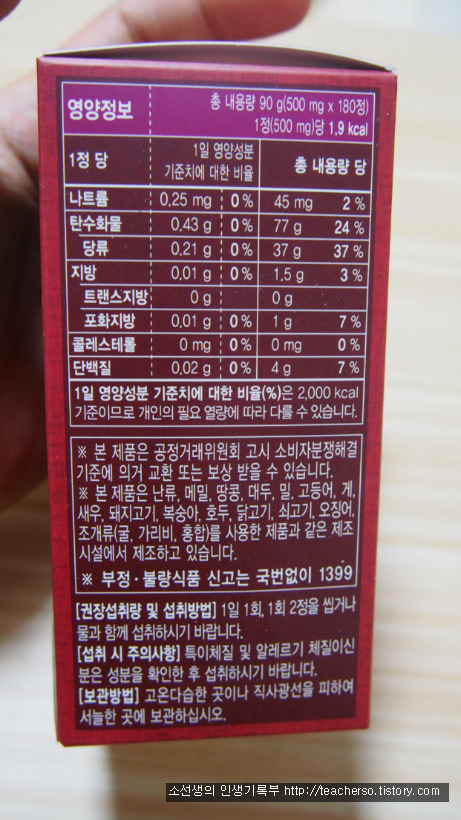 영양정보
총 내용량 90 g(500 mg x 180정)
1정(500 mg)당 1.9 kcal
1정 당 1일 영양성분 기준치에 대한 비율 총 내용량 당
나트륨 0.25 mg 0 % 45 mg 2 %
탄수화물 0.43 g 0 % 77 g 24 %
당류 0.21 g 0 % 37 g 37 %
지방 0.01 g 0 % 1.5 g 3 %
트랜스지방 0 g 0 g
포화지방 0.01 g 0 % 1 g 7 %
콜레스테롤 0 mg 0 % 0 mg 0 %
단백질 0.02 g 0 % 4 g 7 %
1일 영양성분 기준치에 대한 비율(%)은 2,000 kcal
기준이므로 개인의 필요 열량에 따라 다를 수 있습니다.
※ 본 제품은 공정거래위원회 고시 소비자분쟁해결
기준에 의거 교환 또는 보상 받을 수 있습니다.
※ 본 제품은 난류, 메밀, 땅콩, 대두, 밀, 고등어, 게,
새우, 돼지고기, 복숭아, 호두, 닭고기, 쇠고기, 오징어,
조개류(굴, 가리비, 홍합)를 사용한 제품과 같은 제조
시설에서 제조하고 있습니다.
※ 부정·불량식품 신고는 국번없이 1399
[권장섭취량 및 섭취방법] 1일 1회, 1회 2정을 씹거나
물과 함께 섭취하시기 바랍니다.
[섭취 시 주의사항] 특이체질 및 알레르기 체질이신
분은 성분을 확인한 후 섭취하시기 바랍니다.
[보관방법] 고온다습한 곳이나 직사광선을 피하여
서늘한 곳에 보관하십시오.
소선생의 인생기록부 http://teacherso.tistory.com